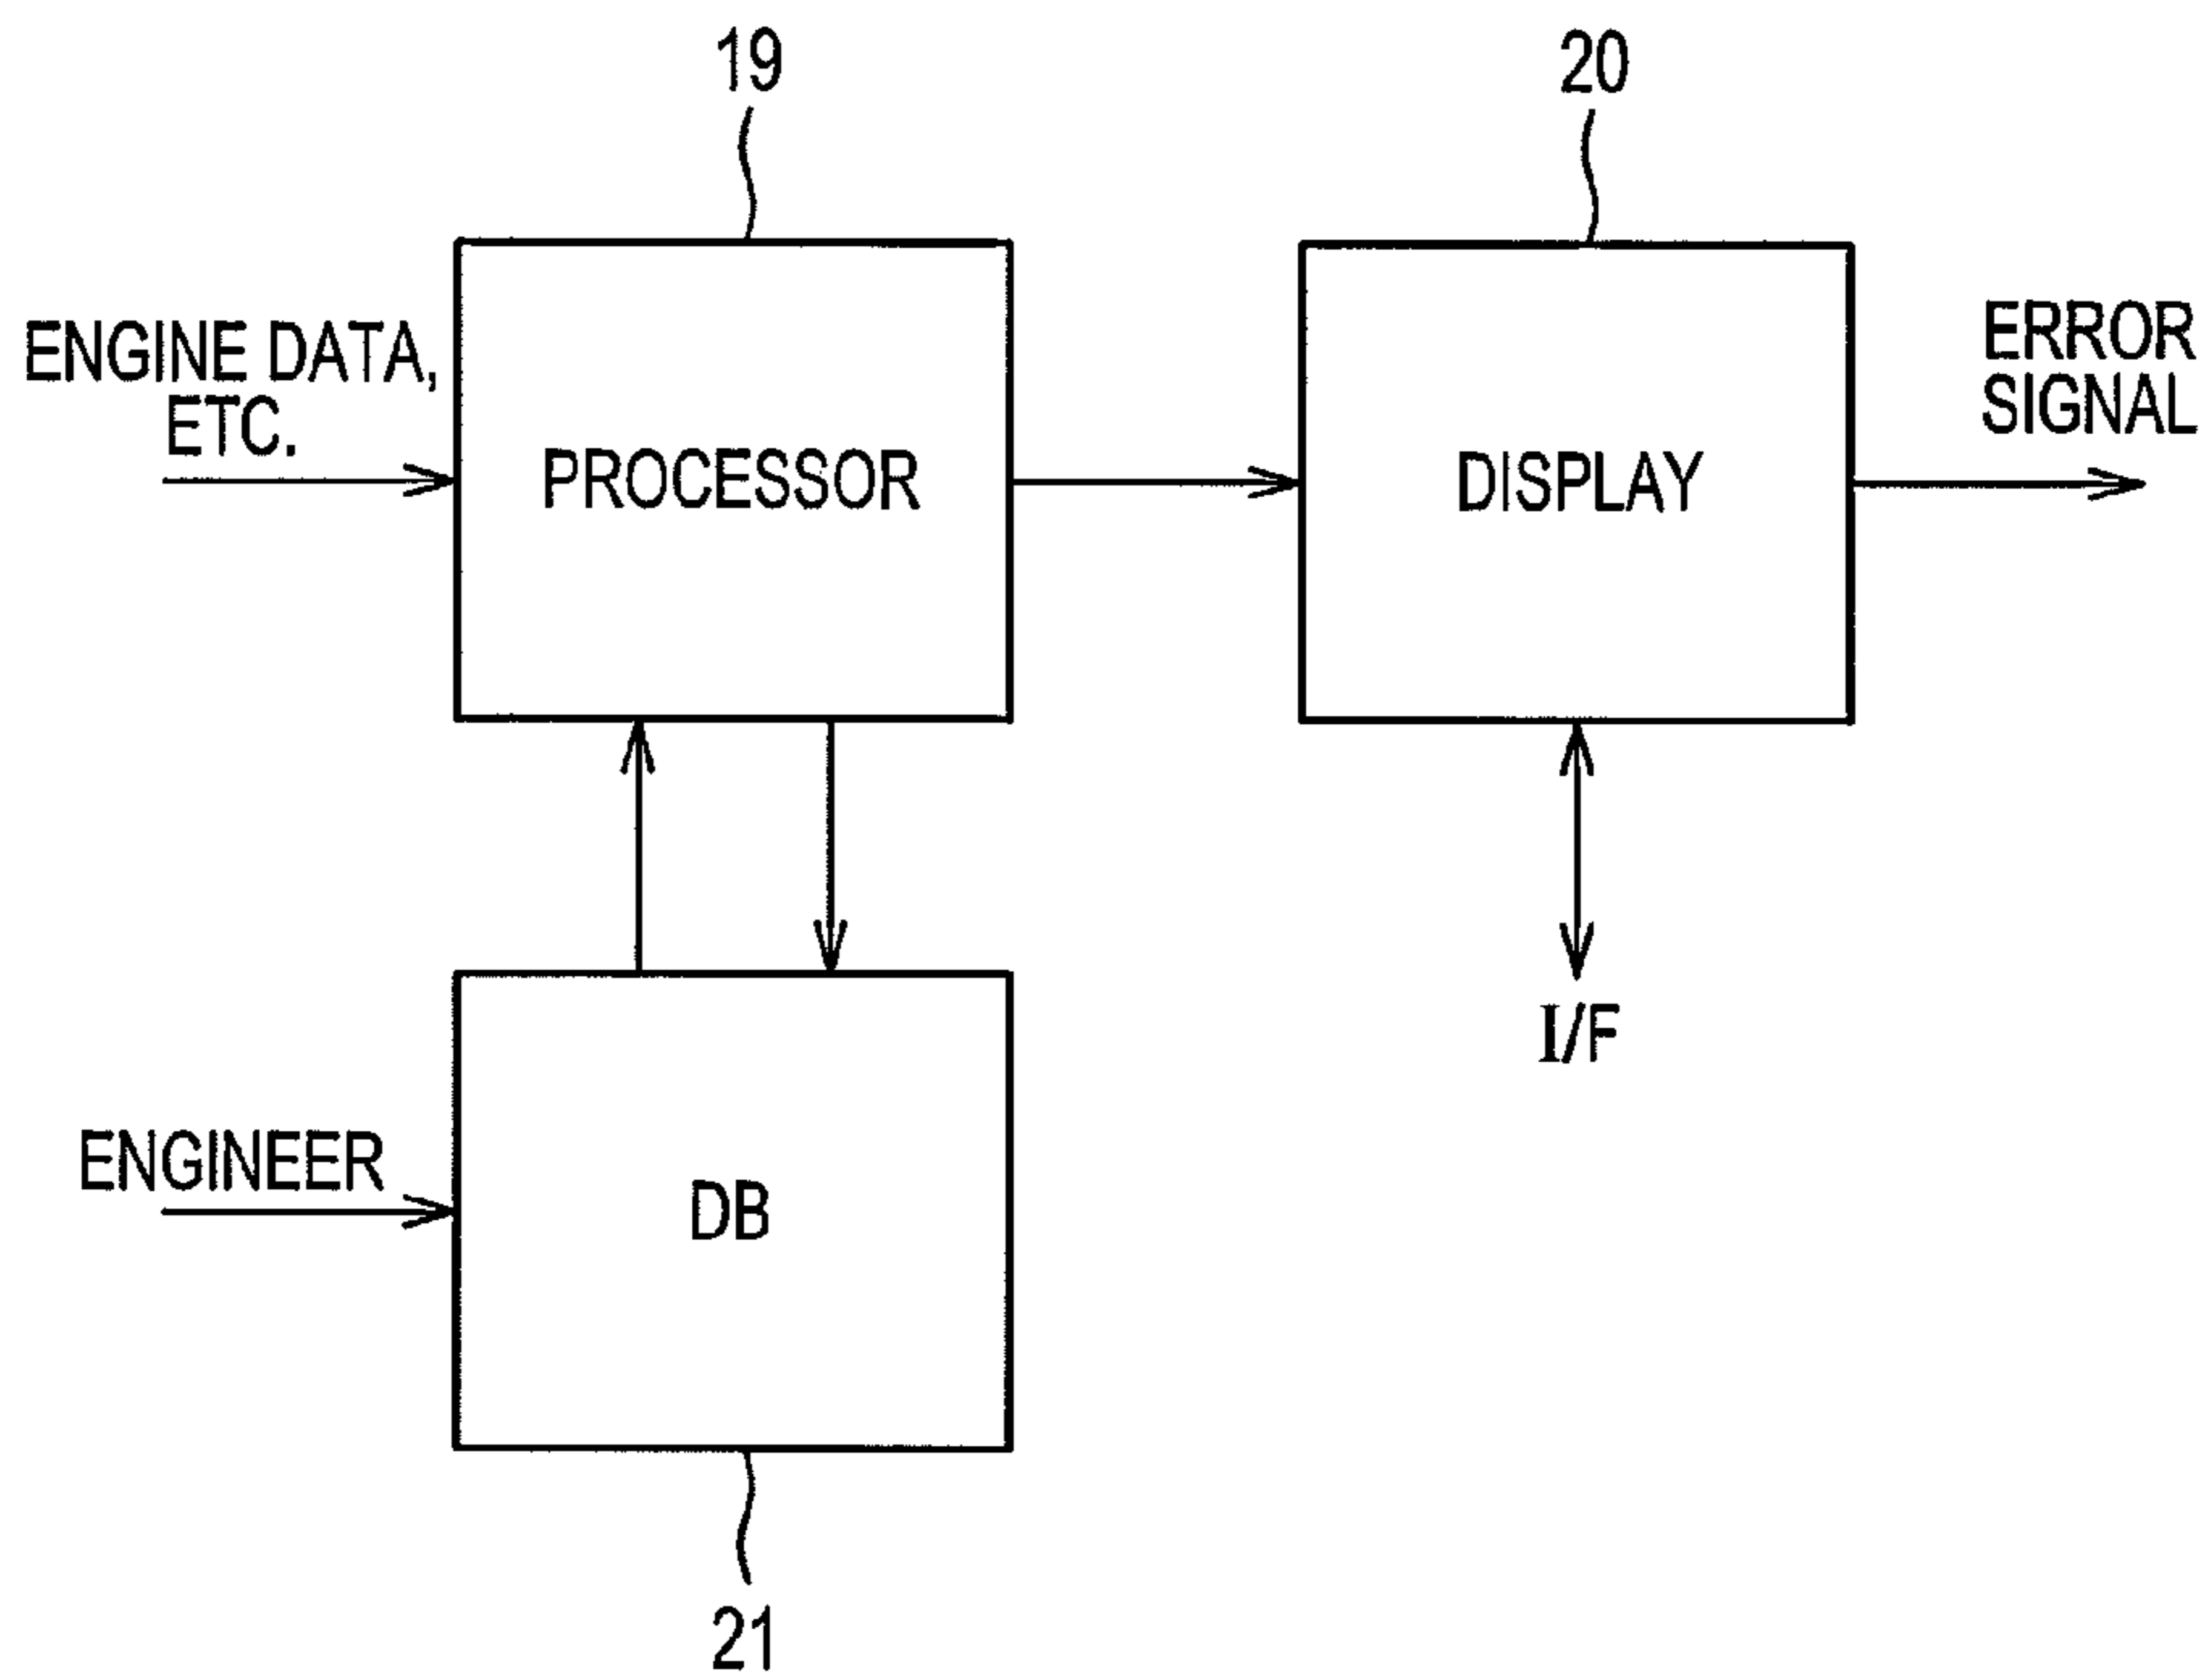 19
20
ENGINE DATA,
ETC.
PROCESSOR
DISPLAY
ERROR
SIGNAL
I/F
ENGINEER
DB
21